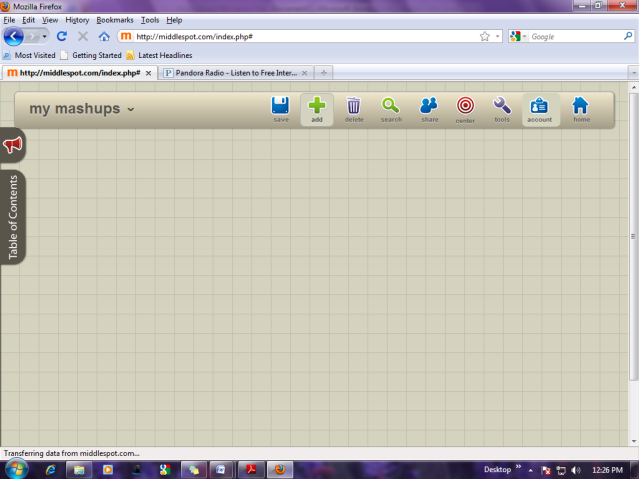 Mozilla Firefox
File Edit View History Bookmarks Tools Help
http://middlespot.com/index.php#
Google
Most Visited Getting Started Latest Headlines
http://middlespot.com/index.php# Pandora Radio - Listen to Free Inter...
my mashups
save add delete search share center tools account home
Table of Contents
Transferring data from middlespot.com...
Desktop 12:26 PM